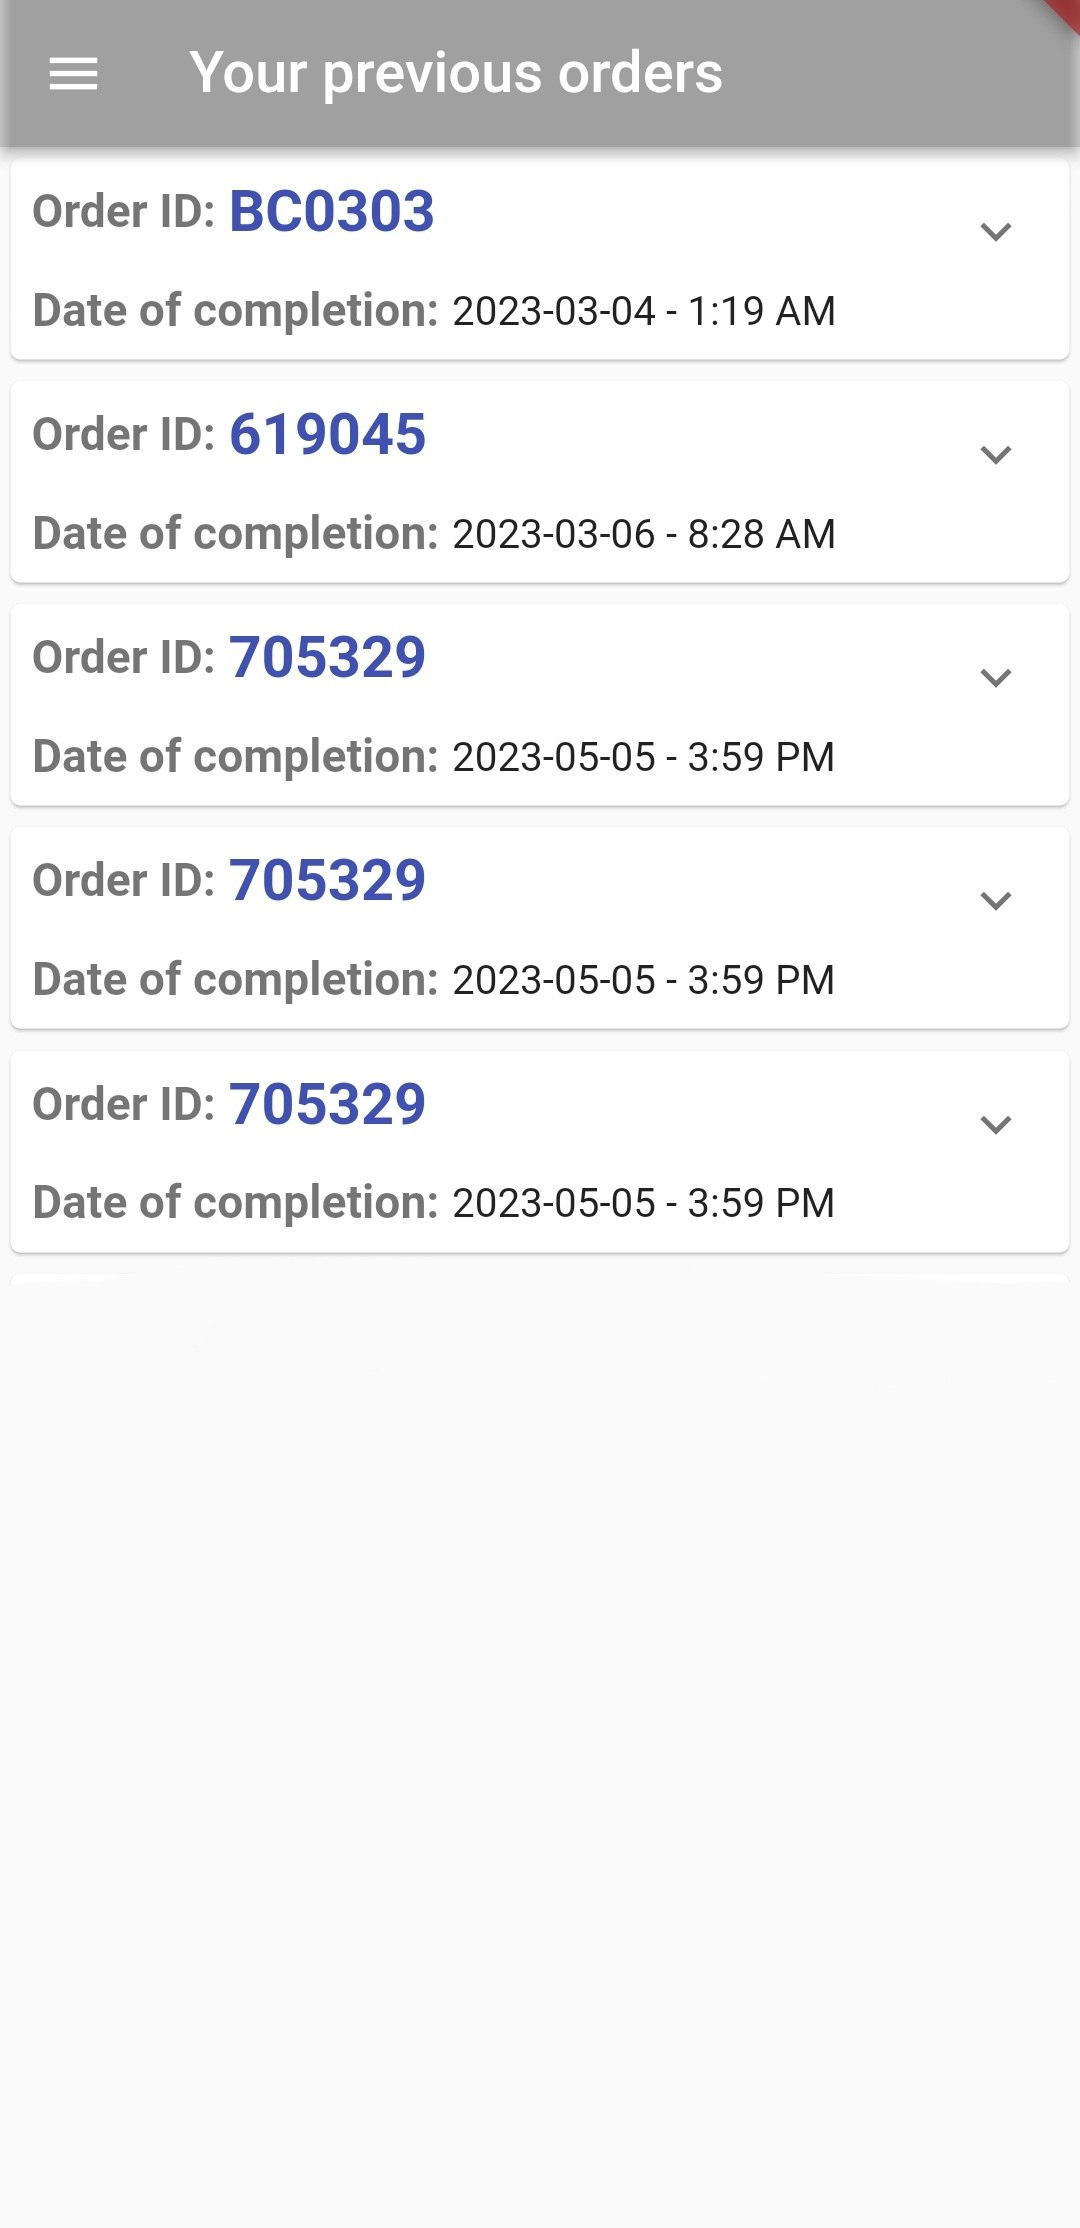 Your previous orders
Order ID: BC0303
Date of completion: 2023-03-04 - 1:19 AM
Order ID: 619045
Date of completion: 2023-03-06 - 8:28 AM
Order ID: 705329
Date of completion: 2023-05-05 - 3:59 PM
Order ID: 705329
Date of completion: 2023-05-05 - 3:59 PM
Order ID: 705329
Date of completion: 2023-05-05 - 3:59 PM